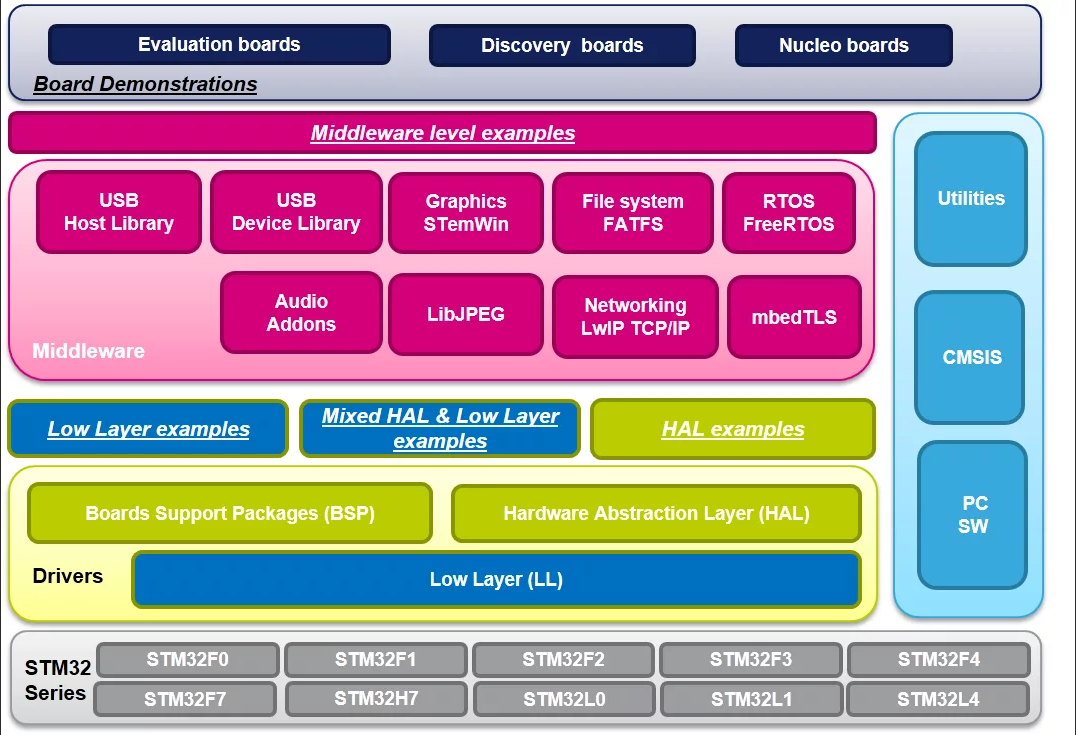 Evaluation boards
Discovery boards
Nucleo boards
Board Demonstrations
Middleware level examples
USB
Host Library
USB
Device Library
Graphics
STemWin
File system
FATFS
RTOS
FreeRTOS
Audio
Addons
LibJPEG
Networking
LwIP TCP/IP
mbedTLS
Middleware
Utilities
CMSIS
PC
SW
Low Layer examples
Mixed HAL & Low Layer
examples
HAL examples
Boards Support Packages (BSP)
Hardware Abstraction Layer (HAL)
Drivers
Low Layer (LL)
STM32
Series
STM32F0
STM32F1
STM32F2
STM32F3
STM32F4
STM32F7
STM32H7
STM32L0
STM32L1
STM32L4